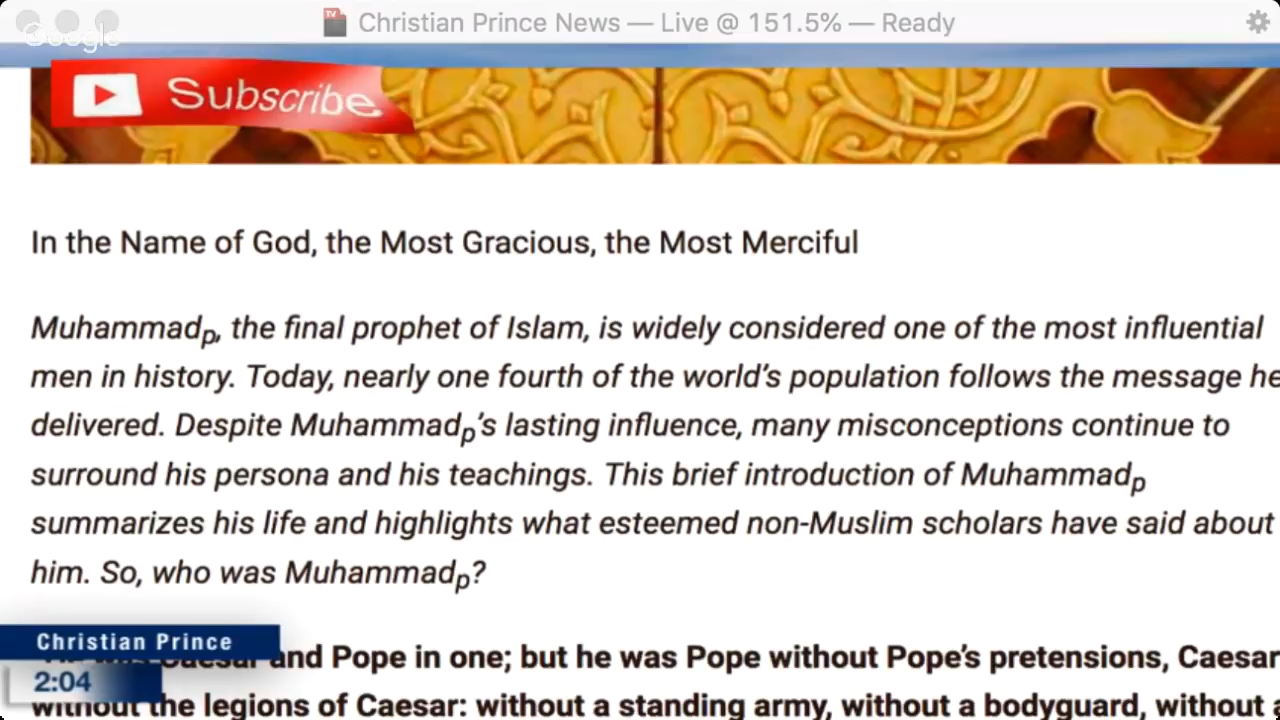 Christian Prince News — Live @ 151.5% — Ready
Google
TV
Subscribe
In the Name of God, the Most Gracious, the Most Merciful
Muhammadp, the final prophet of Islam, is widely considered one of the most influential
men in history. Today, nearly one fourth of the world’s population follows the message he
delivered. Despite Muhammadp’s lasting influence, many misconceptions continue to
surround his persona and his teachings. This brief introduction of Muhammadp
summarizes his life and highlights what esteemed non-Muslim scholars have said about
him. So, who was Muhammadp?
Christian Prince
Caesar and Pope in one; but he was Pope without Pope’s pretensions, Caesar
2:04
without the legions of Caesar: without a standing army, without a bodyguard, without a